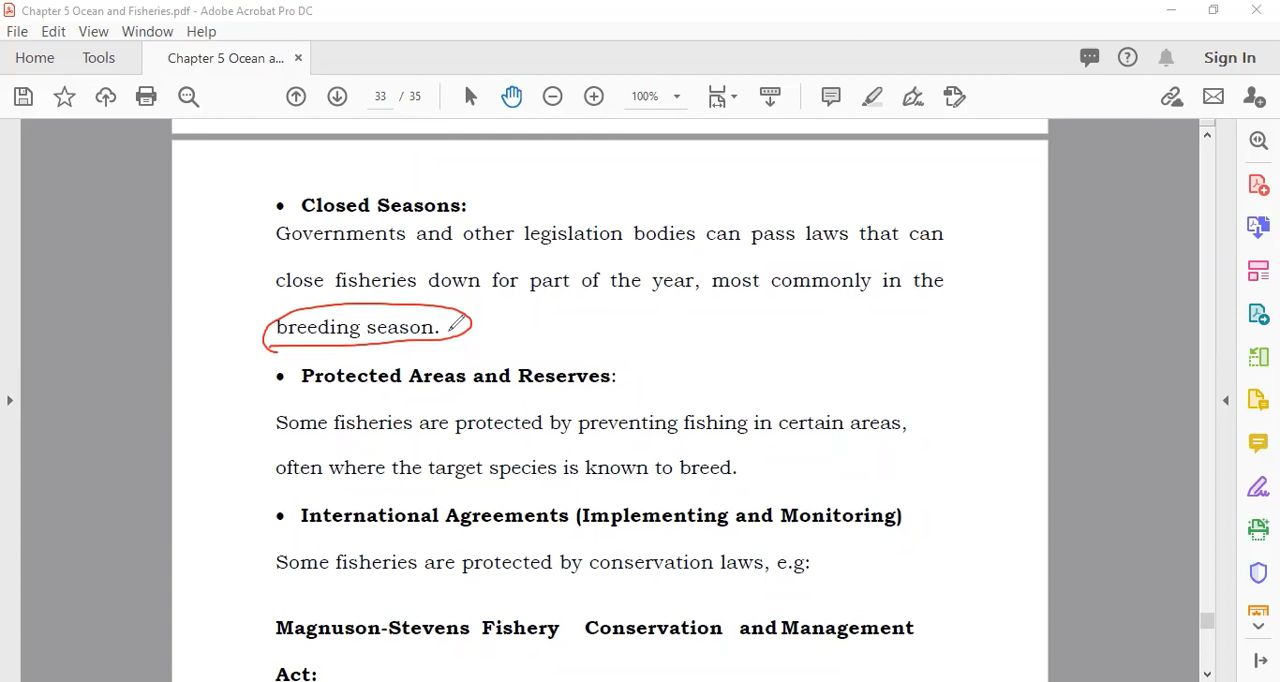 Chapter 5 Ocean and Fisheries.pdf - Adobe Acrobat Pro DC
File Edit View Window Help
Home Tools Chapter 5 Ocean a... × Sign In
33 / 35 100%
• Closed Seasons:
Governments and other legislation bodies can pass laws that can
close fisheries down for part of the year, most commonly in the
breeding season.
• Protected Areas and Reserves:
Some fisheries are protected by preventing fishing in certain areas,
often where the target species is known to breed.
• International Agreements (Implementing and Monitoring)
Some fisheries are protected by conservation laws, e.g:
Magnuson-Stevens Fishery Conservation and Management
Act: